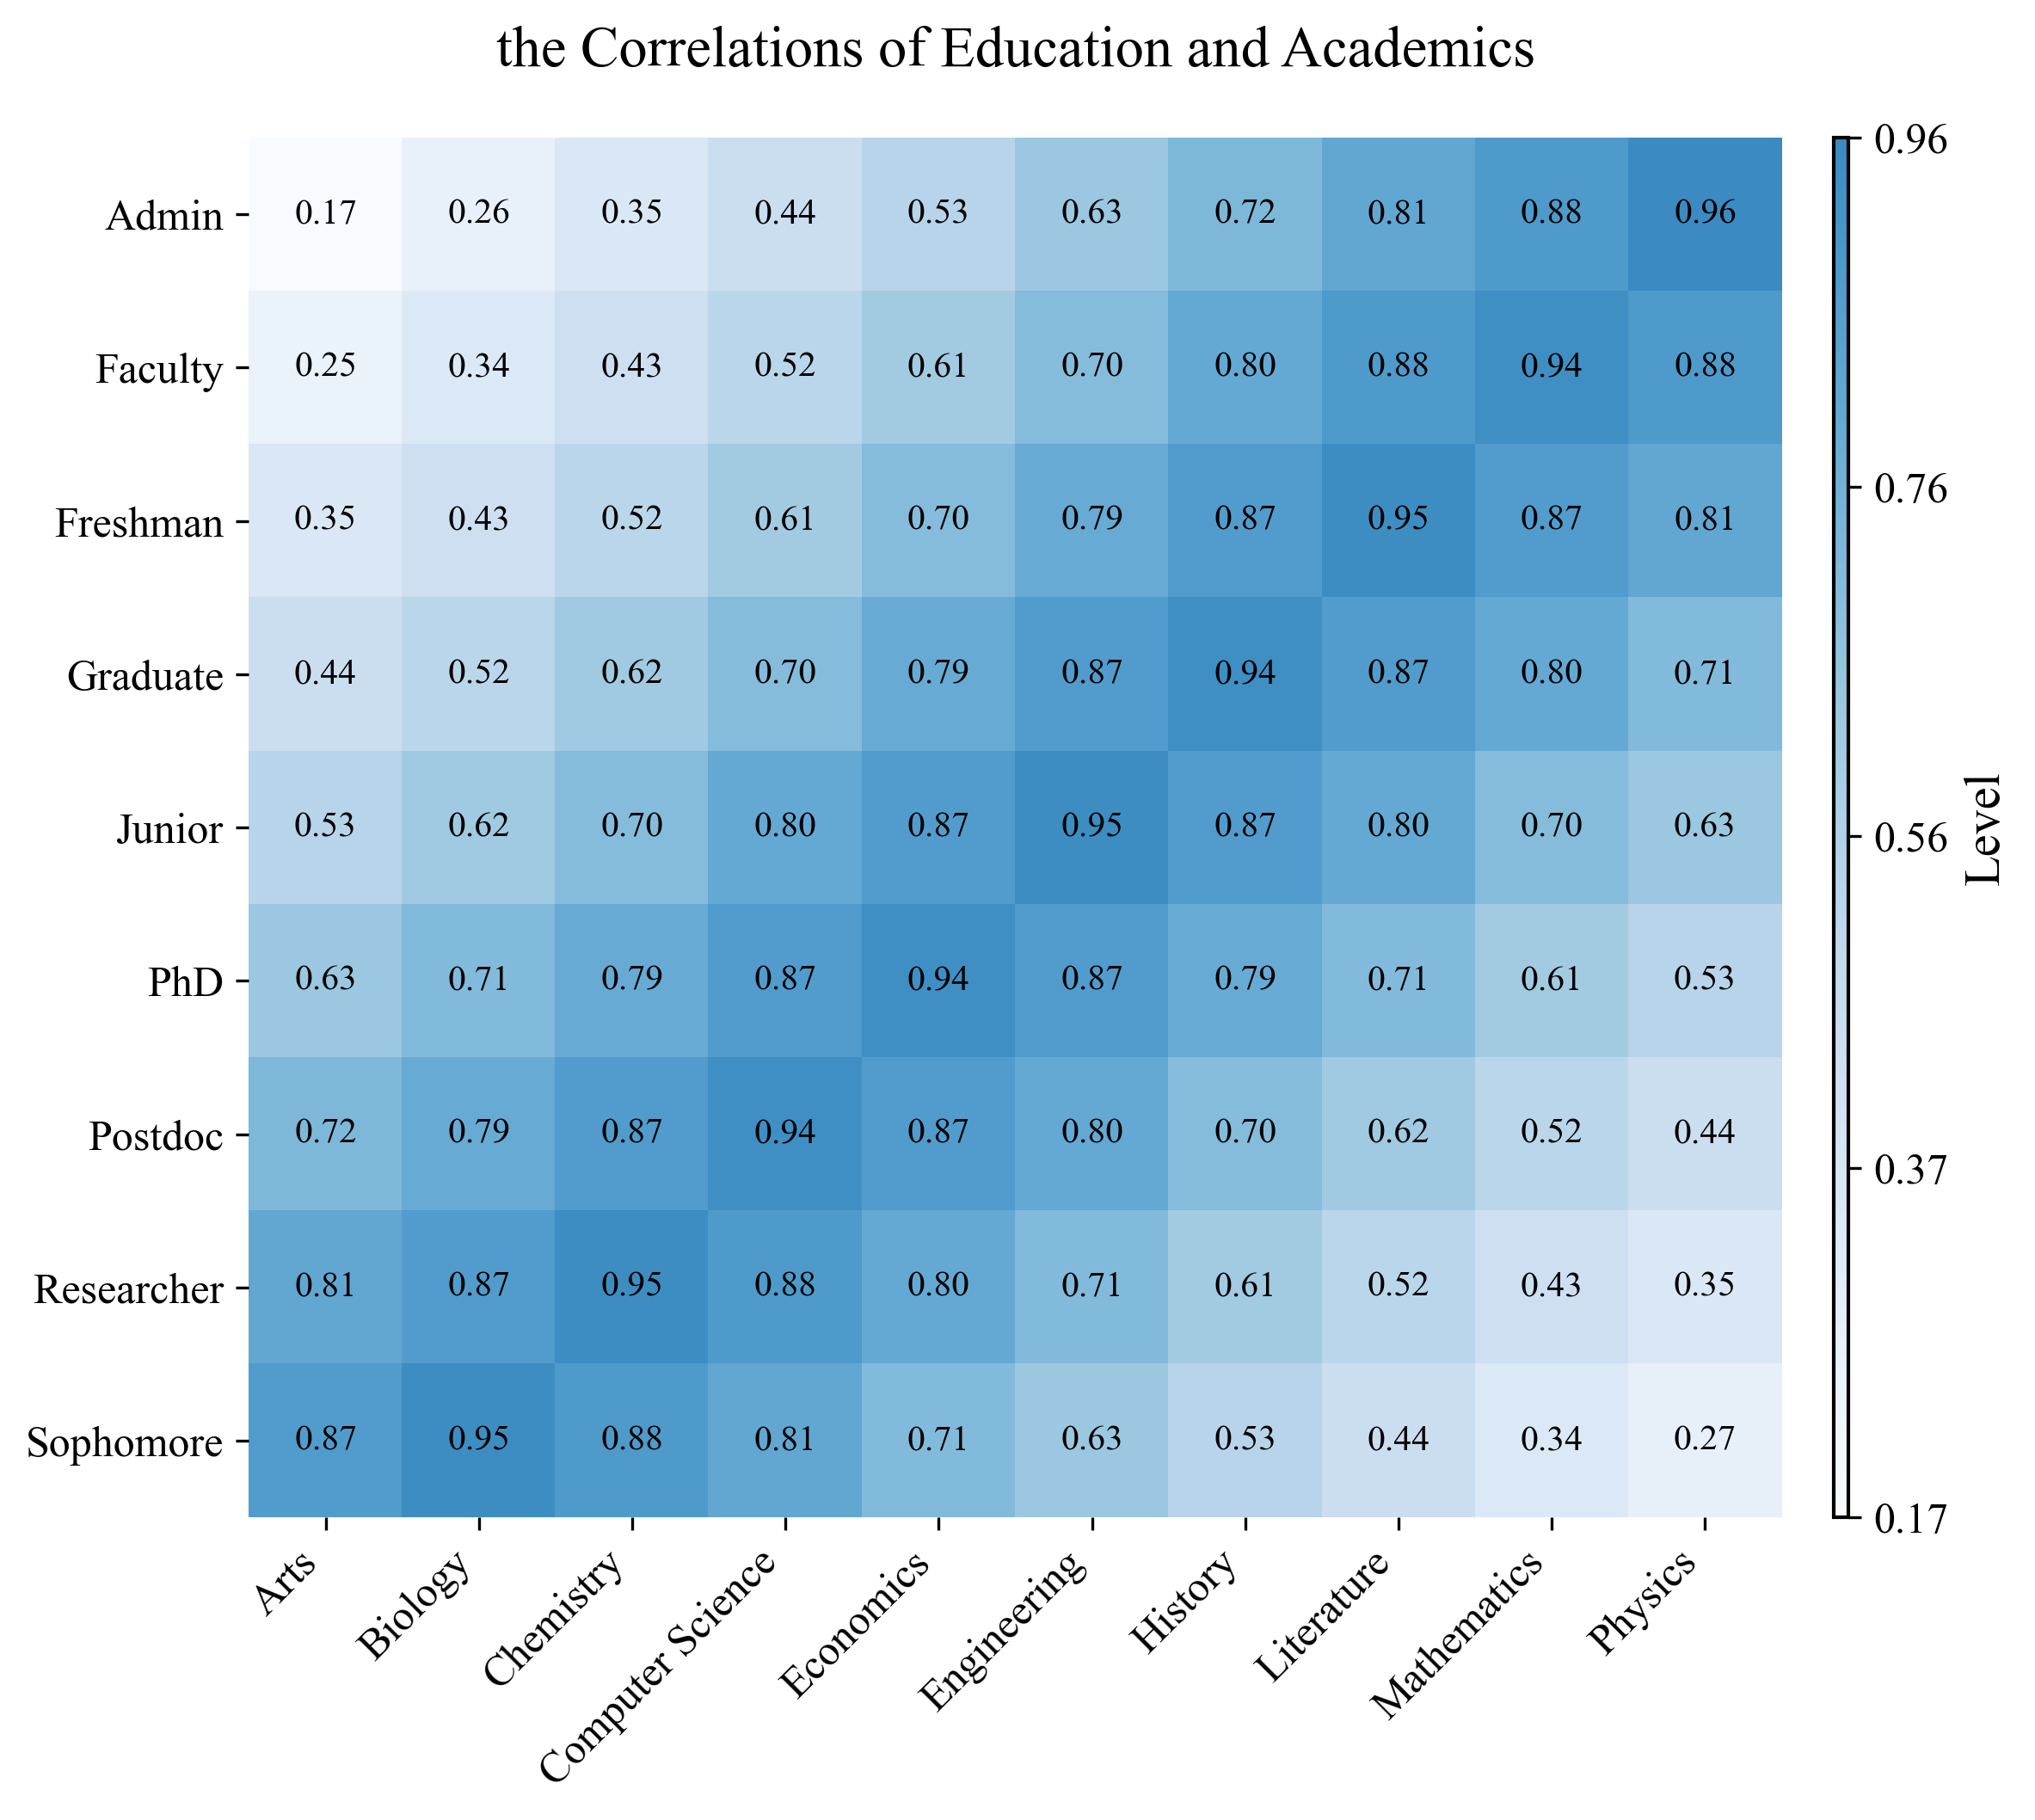 the Correlations of Education and Academics
Admin 0.17 0.26 0.35 0.44 0.53 0.63 0.72 0.81 0.88 0.96
Faculty 0.25 0.34 0.43 0.52 0.61 0.70 0.80 0.88 0.94 0.88
Freshman 0.35 0.43 0.52 0.61 0.70 0.79 0.87 0.95 0.87 0.81
Graduate 0.44 0.52 0.62 0.70 0.79 0.87 0.94 0.87 0.80 0.71
Junior 0.53 0.62 0.70 0.80 0.87 0.95 0.87 0.80 0.70 0.63
PhD 0.63 0.71 0.79 0.87 0.94 0.87 0.79 0.71 0.61 0.53
Postdoc 0.72 0.79 0.87 0.94 0.87 0.80 0.70 0.62 0.52 0.44
Researcher 0.81 0.87 0.95 0.88 0.80 0.71 0.61 0.52 0.43 0.35
Sophomore 0.87 0.95 0.88 0.81 0.71 0.63 0.53 0.44 0.34 0.27
Arts
Biology
Chemistry
Computer Science
Economics
Engineering
History
Literature
Mathematics
Physics
0.96
0.76
0.56
0.37
0.17
Level